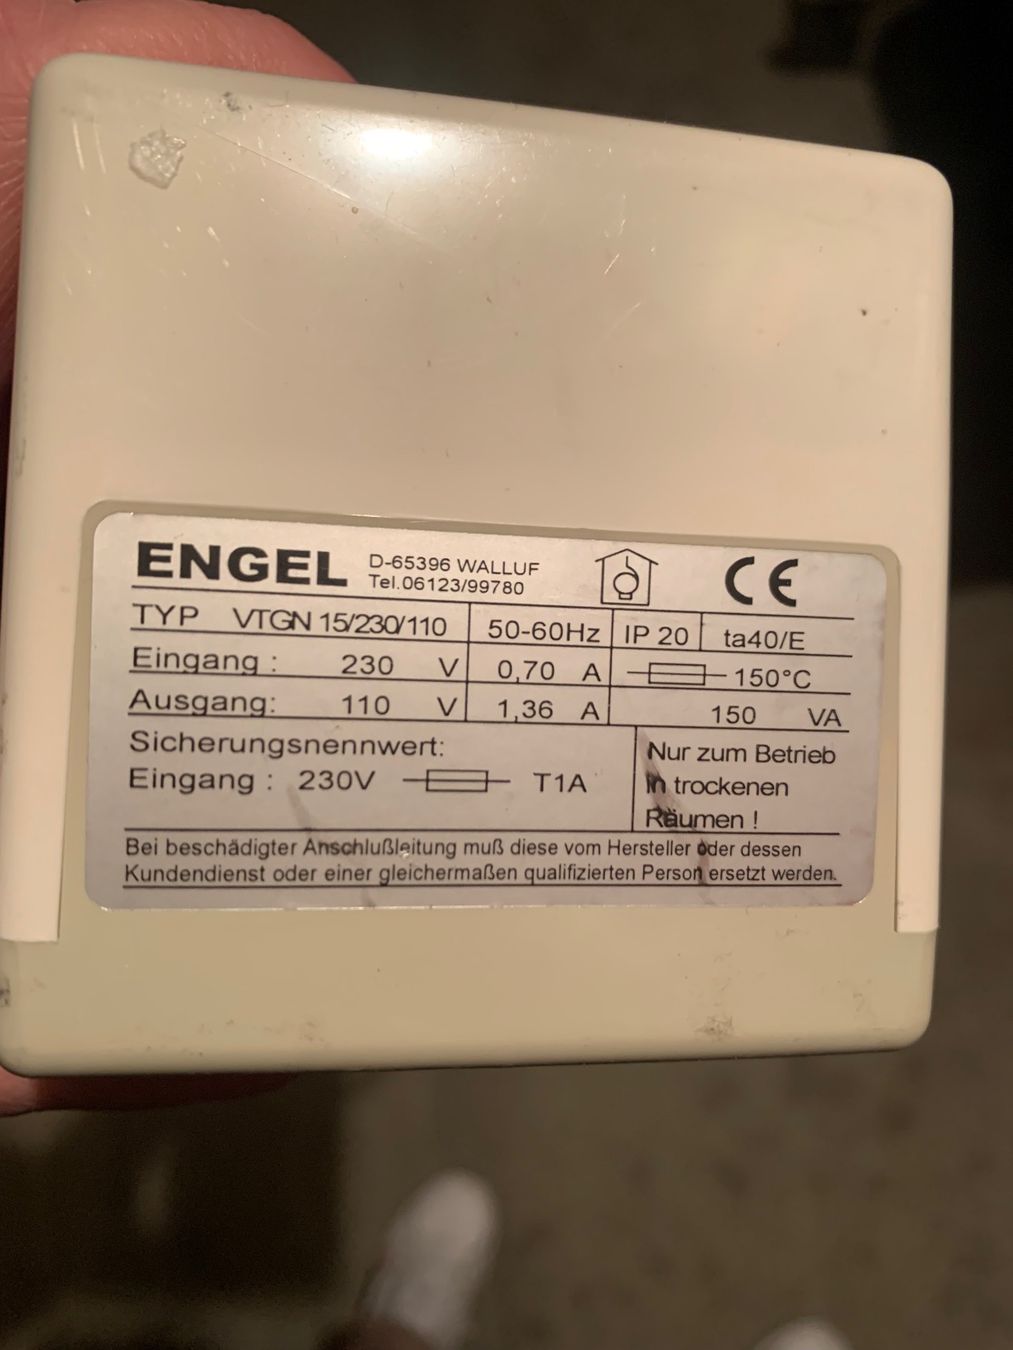 ENGEL D-65396 WALLUF
Tel.06123/99780
CE
TYP VTGN 15/230/110 50-60Hz IP 20 ta40/E
Eingang : 230 V 0,70 A 150°C
Ausgang: 110 V 1,36 A 150 VA
Sicherungsnennwert:
Eingang : 230V T1A
Nur zum Betrieb
in trockenen
Räumen !
Bei beschädigter Anschlußleitung muß diese vom Hersteller oder dessen
Kundendienst oder einer gleichermaßen qualifizierten Person ersetzt werden.